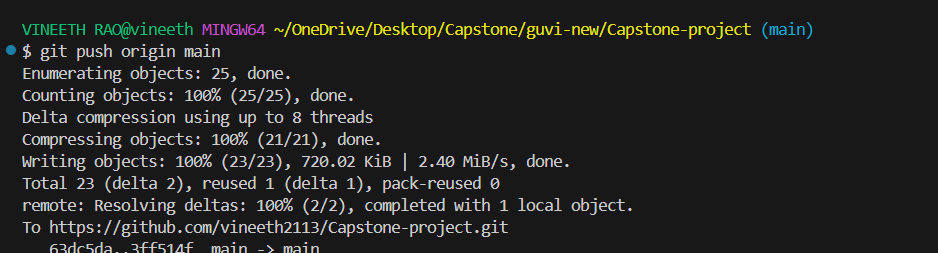 VINEETH RAO@vineeth MINGW64 ~/OneDrive/Desktop/Capstone/guvi-new/Capstone-project (main)
$ git push origin main
Enumerating objects: 25, done.
Counting objects: 100% (25/25), done.
Delta compression using up to 8 threads
Compressing objects: 100% (21/21), done.
Writing objects: 100% (23/23), 720.02 KiB | 2.40 MiB/s, done.
Total 23 (delta 2), reused 1 (delta 1), pack-reused 0
remote: Resolving deltas: 100% (2/2), completed with 1 local object.
To https://github.com/vineeth2113/Capstone-project.git
63dc5da..3ff514f  main -> main